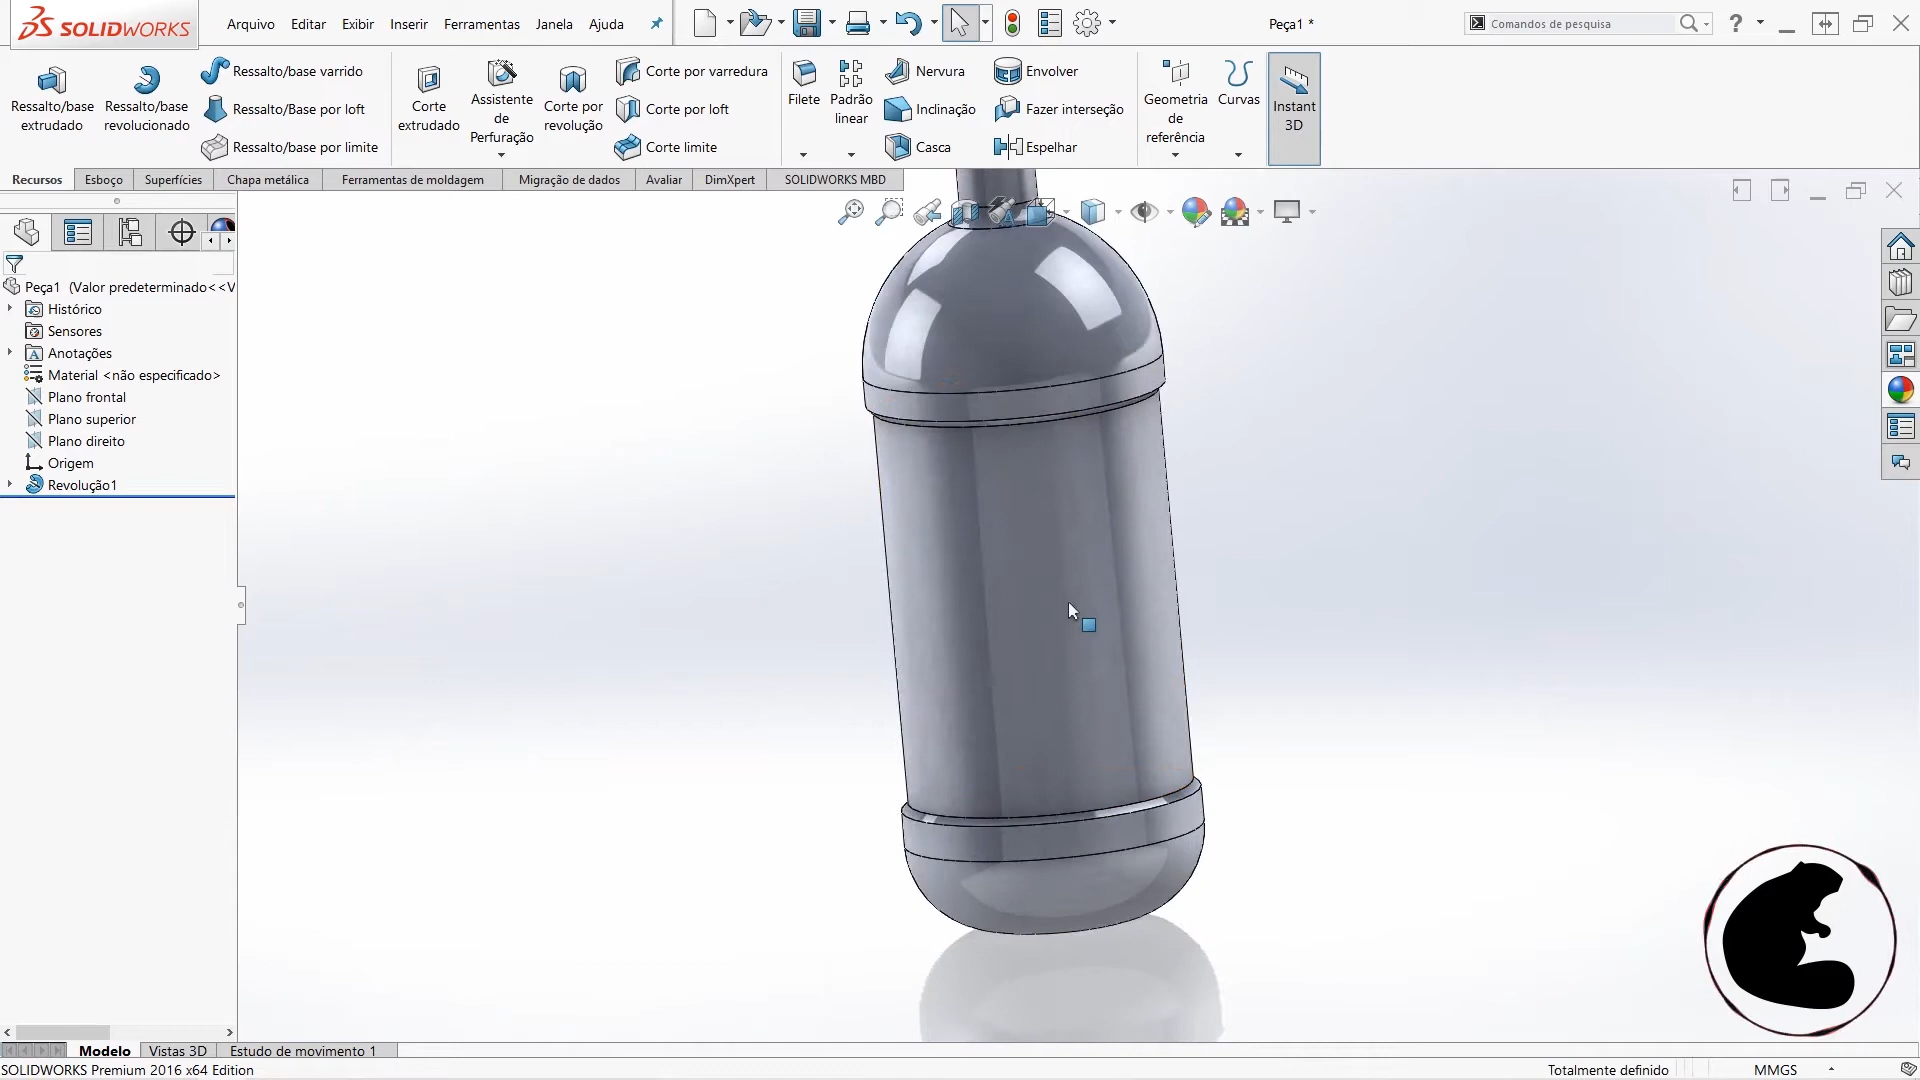 SOLIDWORKS
Arquivo Editar Exibir Inserir Ferramentas Janela Ajuda
Peça1 *
Comandos de pesquisa
?
Ressalto/base extrudado
Ressalto/base revolucionado
Ressalto/base varrido
Ressalto/Base por loft
Ressalto/base por limite
Corte extrudado
Assistente de Perfuração
Corte por revolução
Corte por varredura
Corte por loft
Corte limite
Filete
Padrão linear
Nervura
Inclinação
Casca
Envolver
Fazer interseção
Espelhar
Geometria de referência
Curvas
Instant 3D
Recursos Esboço Superfícies Chapa metálica Ferramentas de moldagem Migração de dados Avaliar DimXpert SOLIDWORKS MBD
Peça1 (Valor predeterminado<<V
Histórico
Sensores
Anotações
Material <não especificado>
Plano frontal
Plano superior
Plano direito
Origem
Revolução1
Modelo Vistas 3D Estudo de movimento 1
SOLIDWORKS Premium 2016 x64 Edition
Totalmente definido
MMGS